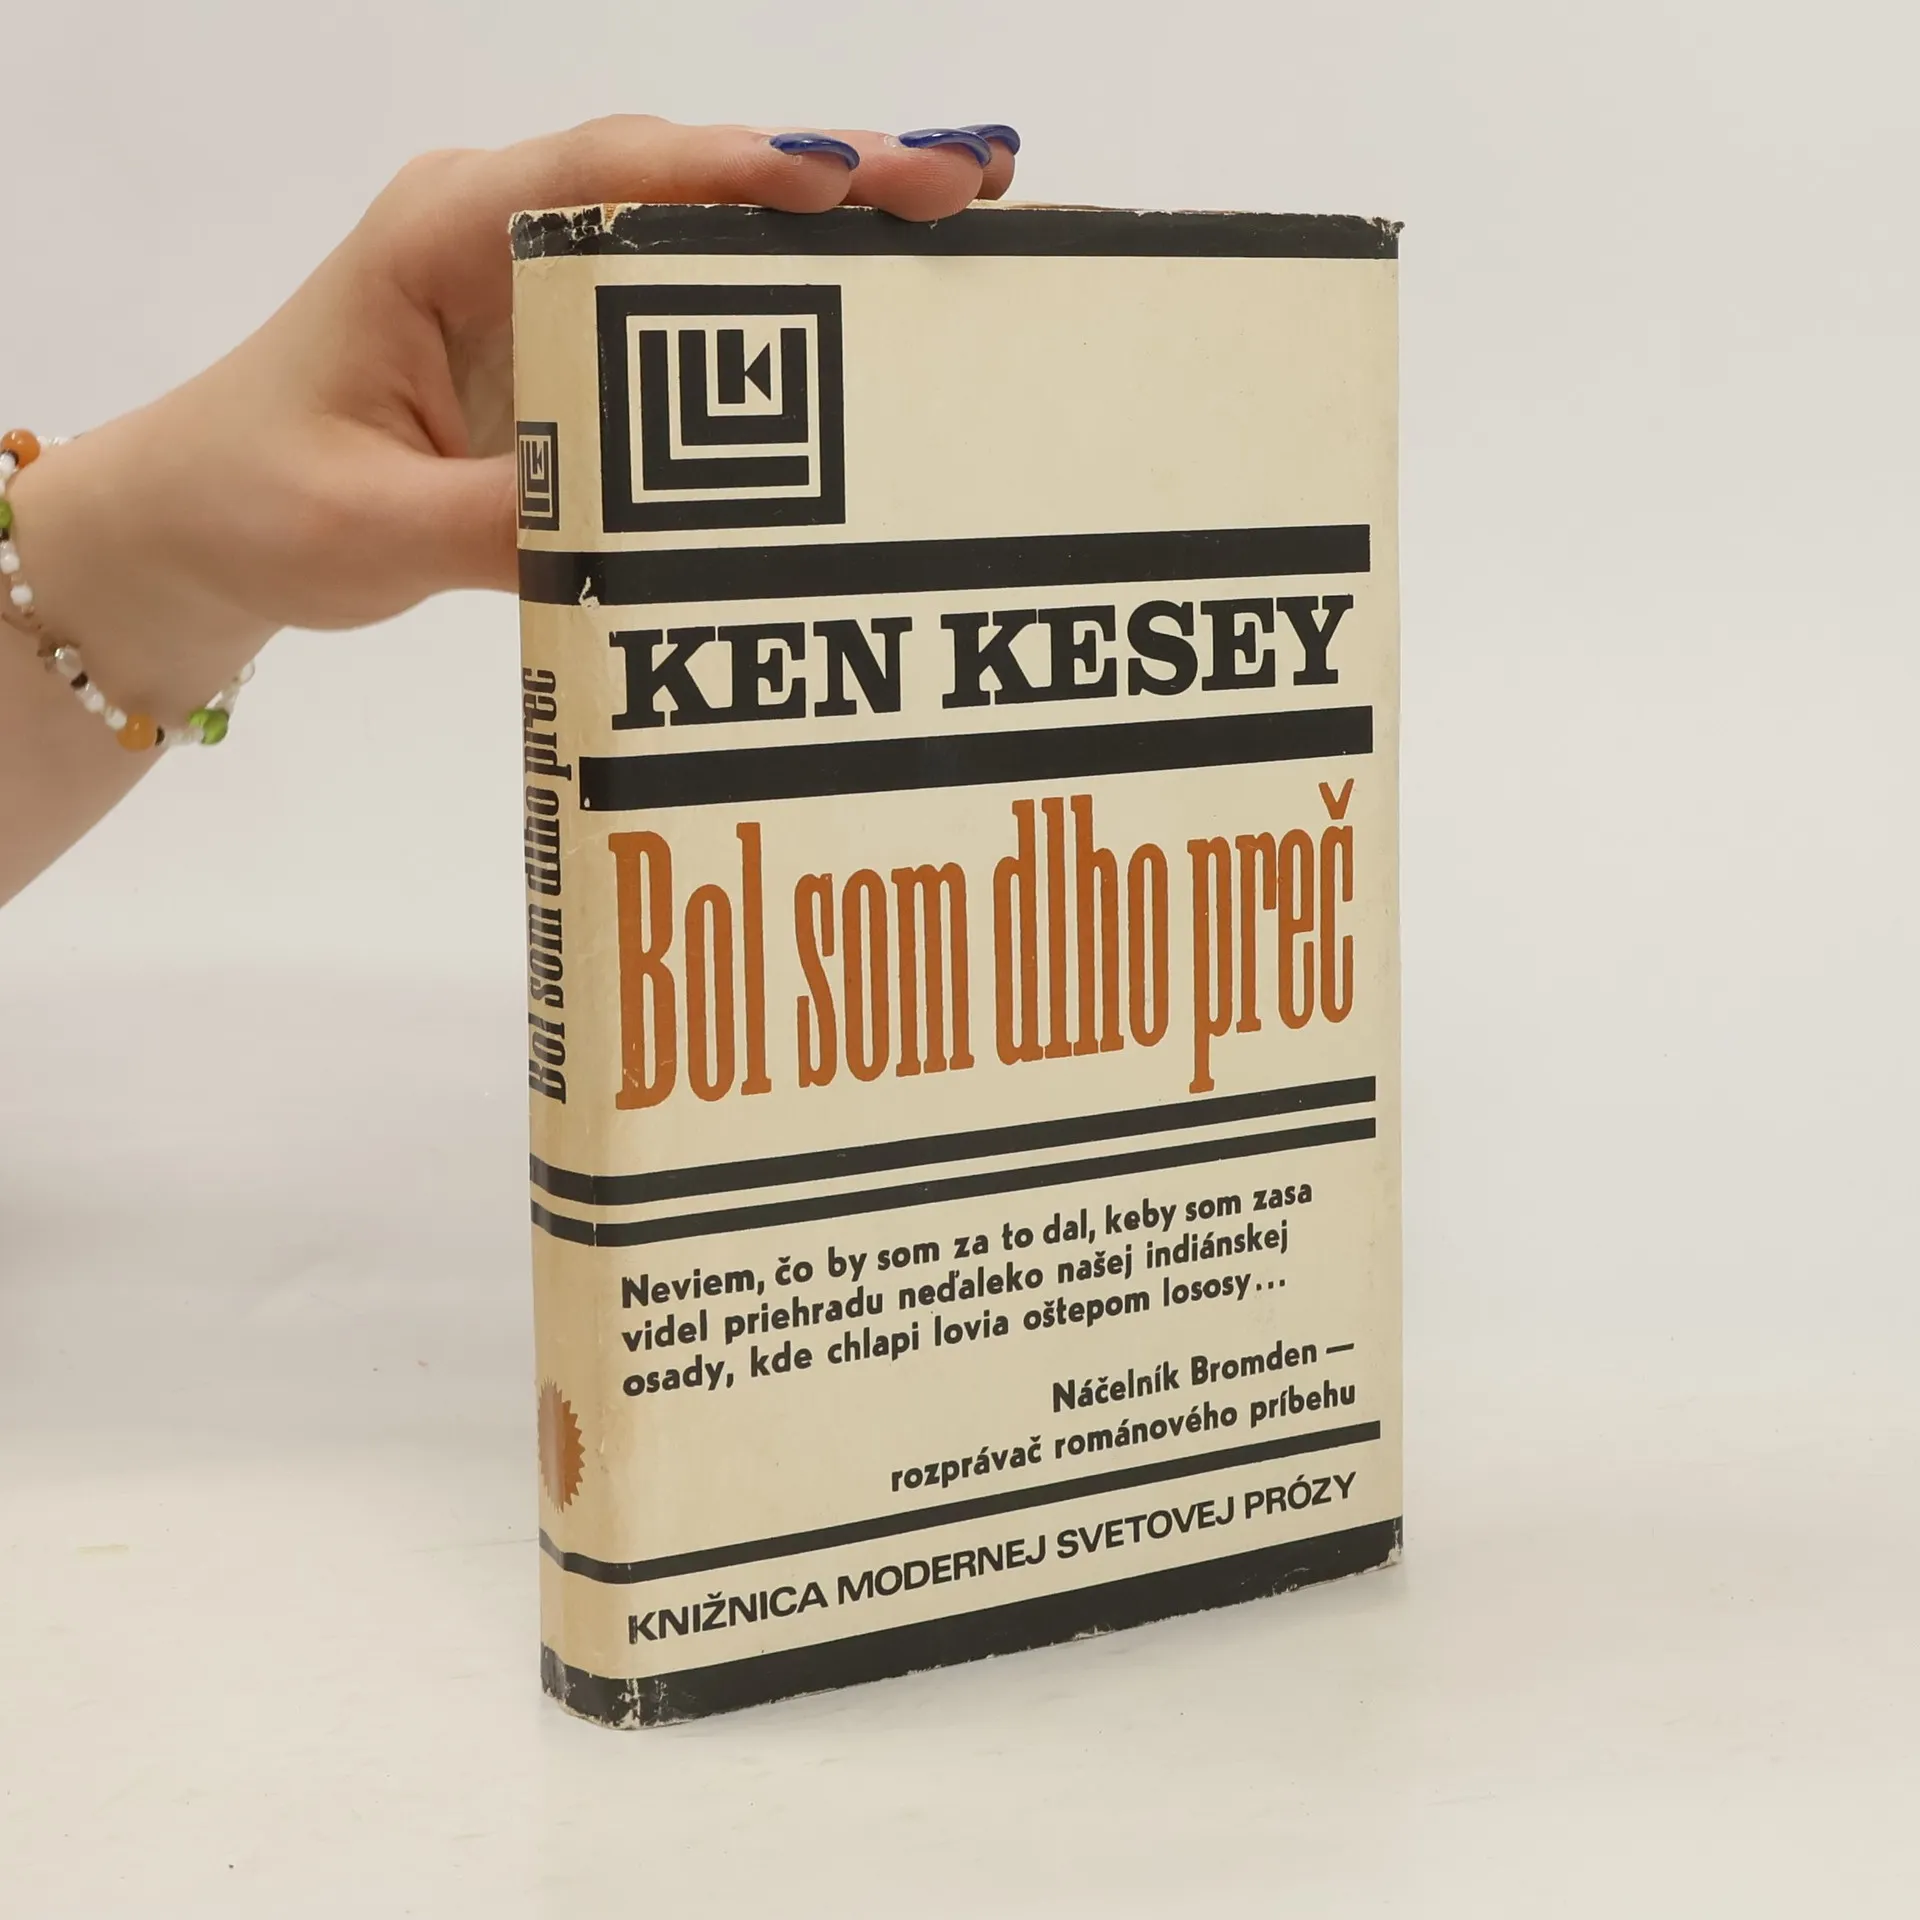 KEN KESEY
Bol som dlho preč
Neviem, čo by som za to dal, keby som zasa
videl priehradu neďaleko našej indiánskej
osady, kde chlapi lovia oštepom lososy...
Náčelník Bromden —
rozprávač románového príbehu
KNIŽNICA MODERNEJ SVETOVEJ PRÓZY
Bol som dlho preč